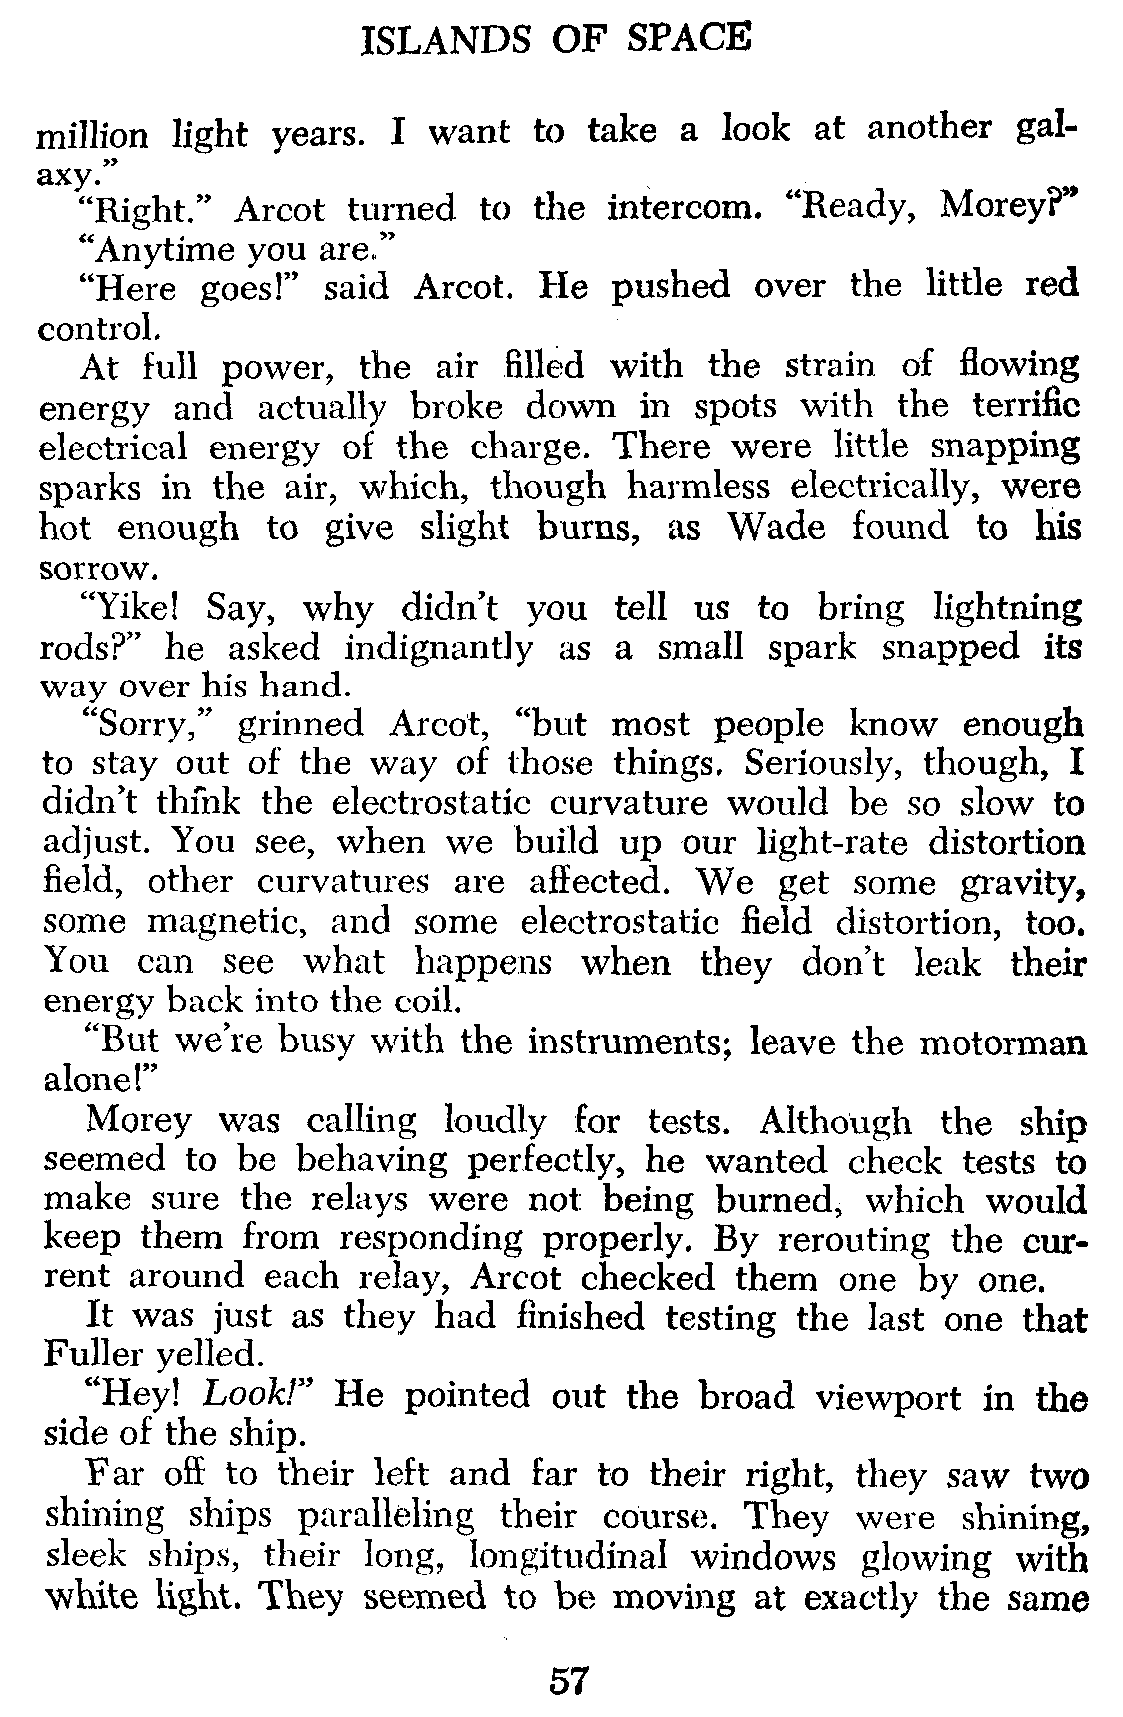 ISLANDS OF SPACE
million light years. I want to take a look at another gal-
axy.”
“Right.” Arcot turned to the intercom. “Ready, Morey?”
“Anytime you are.”
“Here goes!” said Arcot. He pushed over the little red
control.
At full power, the air filled with the strain of flowing
energy and actually broke down in spots with the terrific
electrical energy of the charge. There were little snapping
sparks in the air, which, though harmless electrically, were
hot enough to give slight burns, as Wade found to his
sorrow.
“Yike! Say, why didn’t you tell us to bring lightning
rods?” he asked indignantly as a small spark snapped its
way over his hand.
“Sorry,” grinned Arcot, “but most people know enough
to stay out of the way of those things. Seriously, though, I
didn’t think the electrostatic curvature would be so slow to
adjust. You see, when we build up our light-rate distortion
field, other curvatures are affected. We get some gravity,
some magnetic, and some electrostatic field distortion, too.
You can see what happens when they don’t leak their
energy back into the coil.
“But we’re busy with the instruments; leave the motorman
alone!”
Morey was calling loudly for tests. Although the ship
seemed to be behaving perfectly, he wanted check tests to
make sure the relays were not being burned, which would
keep them from responding properly. By rerouting the cur-
rent around each relay, Arcot checked them one by one.
It was just as they had finished testing the last one that
Fuller yelled.
“Hey! Look!” He pointed out the broad viewport in the
side of the ship.
Far off to their left and far to their right, they saw two
shining ships paralleling their course. They were shining,
sleek ships, their long, longitudinal windows glowing with
white light. They seemed to be moving at exactly the same
57